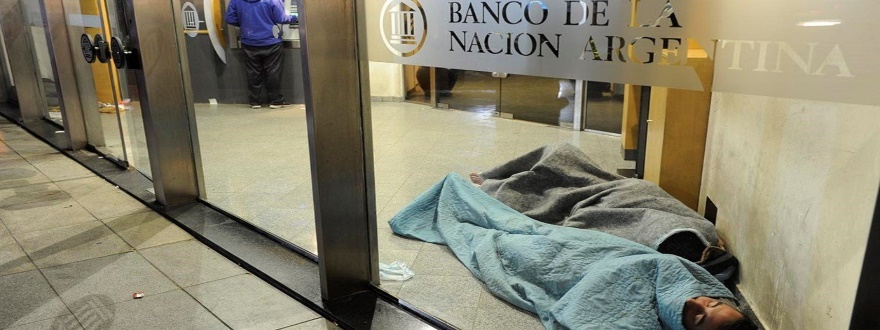 BANCO DE LA
NACION ARGENTINA